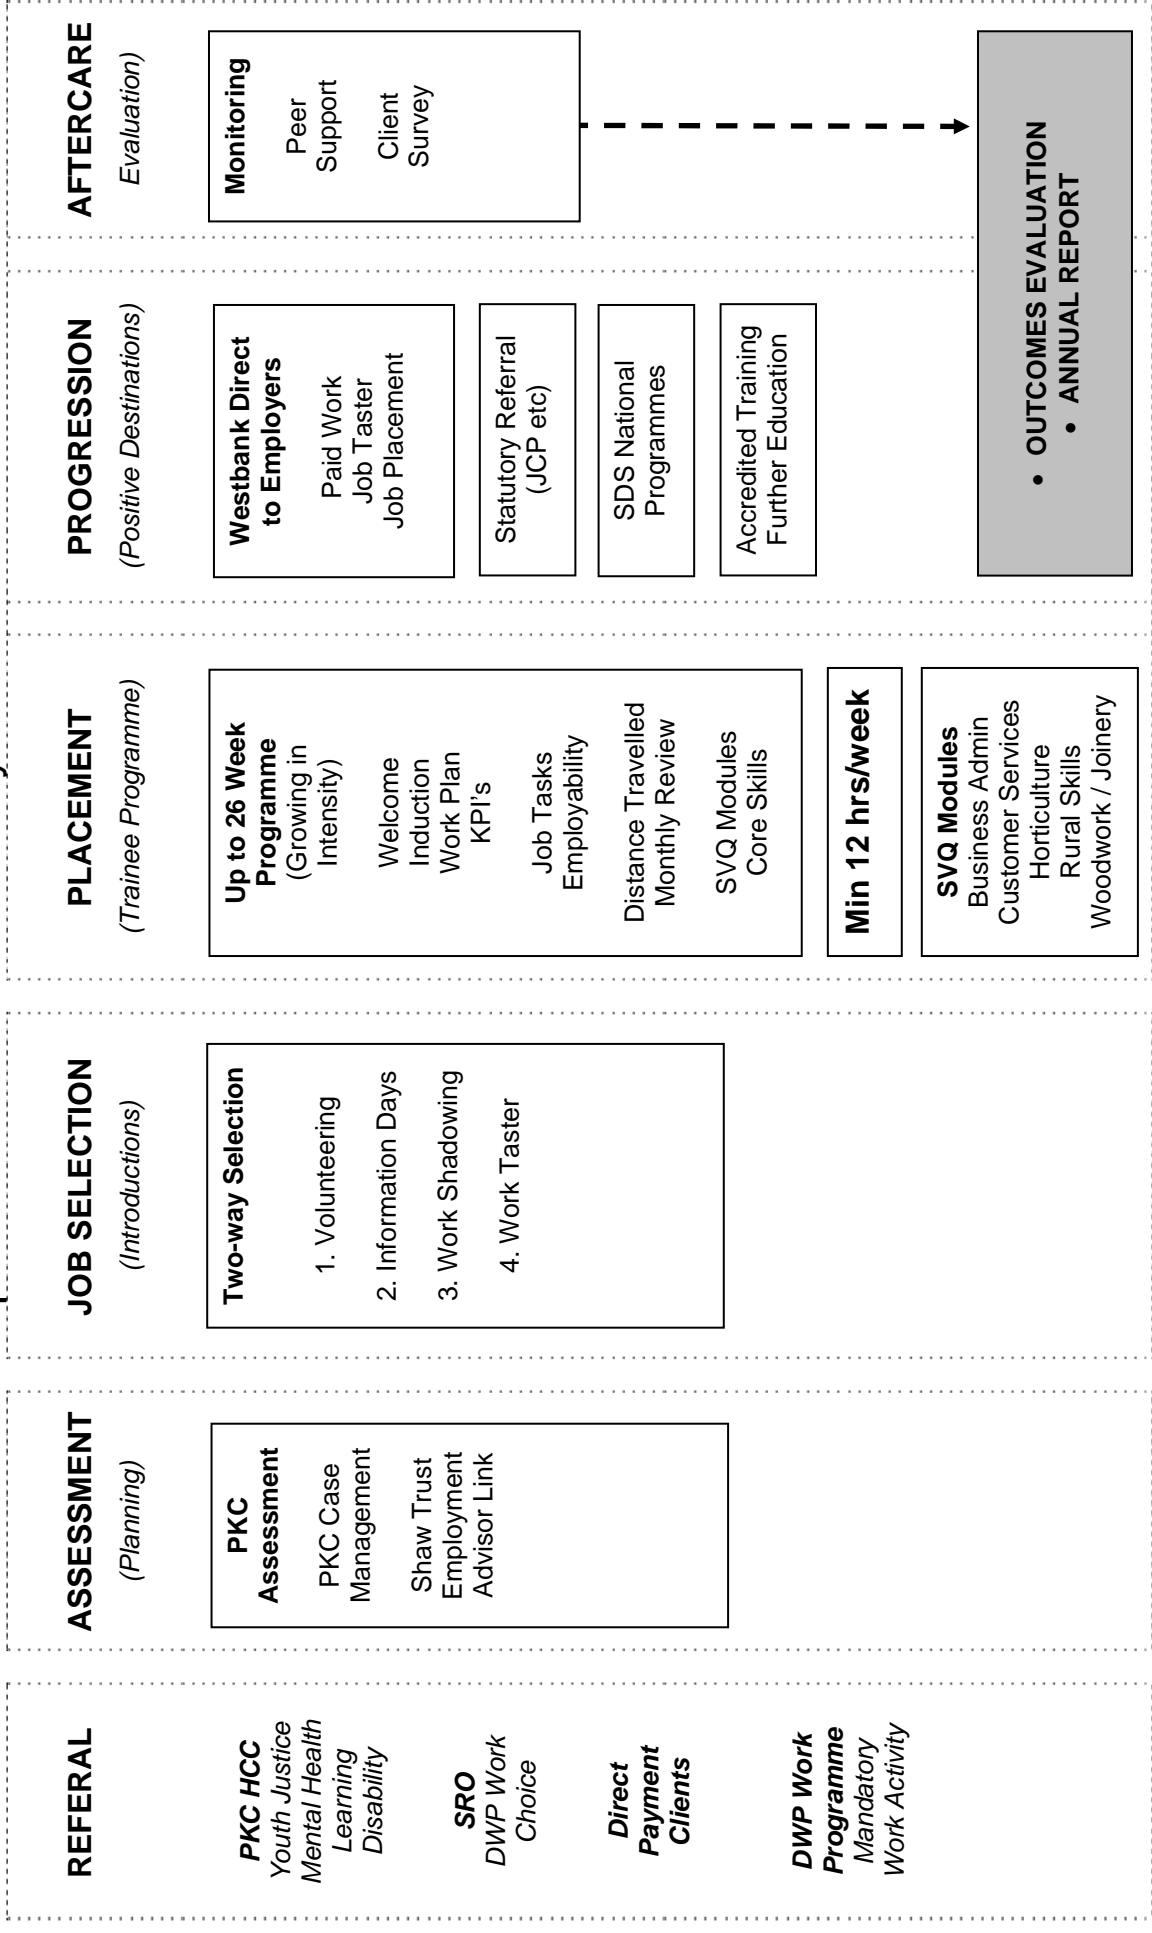 REFERAL
PKC HCC
Youth Justice
Mental Health
Learning
Disability
SRO
DWP Work
Choice
Direct
Payment
Clients
DWP Work
Programme
Mandatory
Work Activity
ASSESSMENT
(Planning)
PKC
Assessment
PKC Case
Management
Shaw Trust
Employment
Advisor Link
JOB SELECTION
(Introductions)
Two-way Selection
1. Volunteering
2. Information Days
3. Work Shadowing
4. Work Taster
PLACEMENT
(Trainee Programme)
Up to 26 Week
Programme
(Growing in
Intensity)
Welcome
Induction
Work Plan
KPI's
Job Tasks
Employability
Distance Travelled
Monthly Review
SVQ Modules
Core Skills
Min 12 hrs/week
SVQ Modules
Business Admin
Customer Services
Horticulture
Rural Skills
Woodwork / Joinery
PROGRESSION
(Positive Destinations)
Westbank Direct
to Employers
Paid Work
Job Taster
Job Placement
Statutory Referral
(JCP etc)
SDS National
Programmes
Accredited Training
Further Education
AFTERCARE
(Evaluation)
Monitoring
Peer
Support
Client
Survey
• OUTCOMES EVALUATION
• ANNUAL REPORT